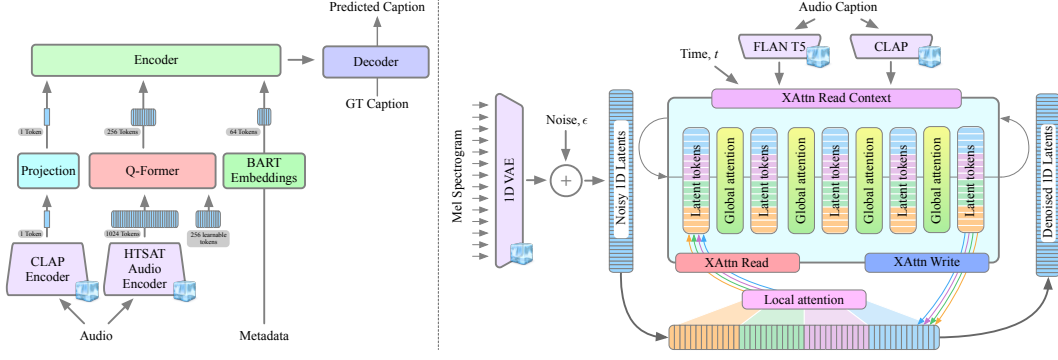 Predicted Caption
Encoder
Decoder
GT Caption
1 Token
256 Tokens
64 Tokens
Projection
Q-Former
BART
Embeddings
1 Token
1024 Tokens
256 learnable
tokens
CLAP
Encoder
HTSAT
Audio
Encoder
Audio
Metadata
Audio Caption
FLAN T5
CLAP
Time, t
XAttn Read Context
Mel Spectrogram
1D VAE
Noise, ϵ
+
Noisy 1D Latents
Latent tokens
Global attention
Latent tokens
Global attention
Latent tokens
Global attention
Latent tokens
Global attention
Latent tokens
Denoised 1D Latents
XAttn Read
XAttn Write
Local attention